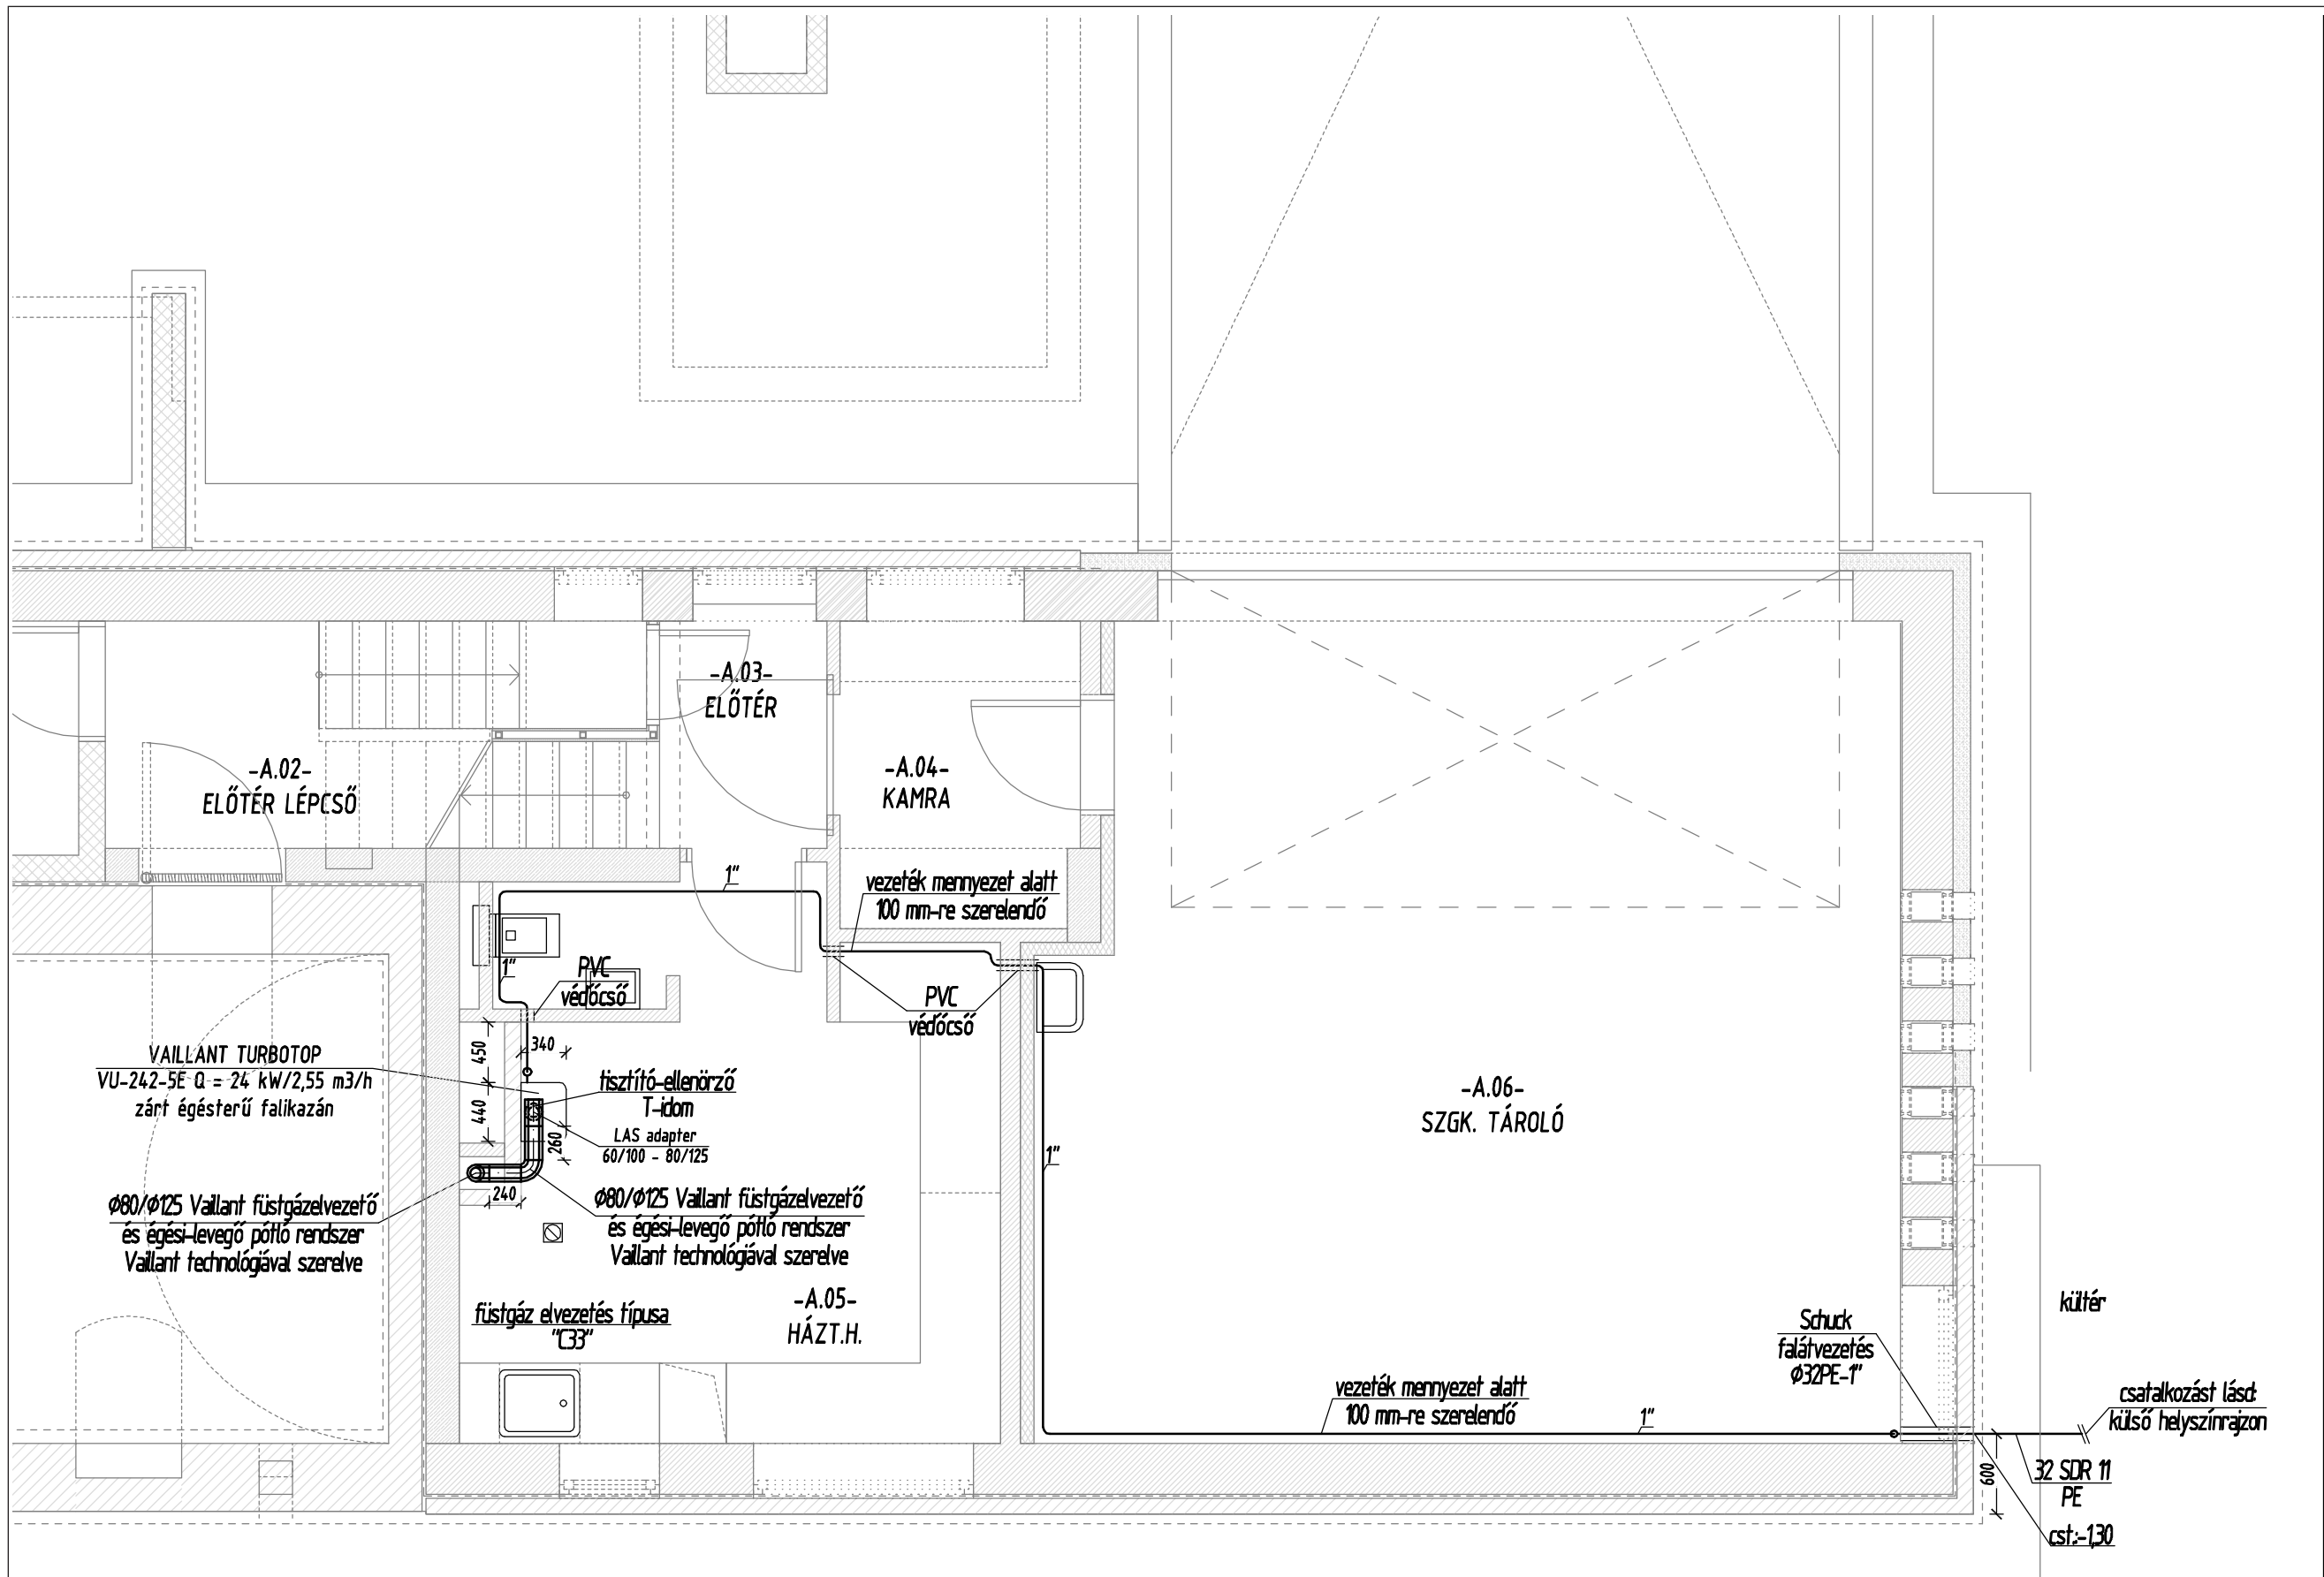 -A.03-
ELŐTÉR
-A.02-
ELŐTÉR LÉPCSŐ
-A.04-
KAMRA
1"
vezeték mennyezet alatt
100 mm-re szerelendő
1"
PVC
védőcső
PVC
védőcső
450
340
VAILLANT TURBOTOP
VU-242-5E Q = 24 kW/2,55 m3/h
zárt égésterű falikazán
tisztító-ellenörző
T-idom
440
LAS adapter
60/100 - 80/125
260
-A.06-
SZGK. TÁROLÓ
1"
240
Ø80/Ø125 Vaillant füstgázelvezető
és égési-levegő pótló rendszer
Vaillant technológiával szerelve
Ø80/Ø125 Vaillant füstgázelvezető
és égési-levegő pótló rendszer
Vaillant technológiával szerelve
füstgáz elvezetés típusa
"C33"
-A.05-
HÁZT.H.
kültér
Schuck
falátvezetés
Ø32PE-1"
vezeték mennyezet alatt
100 mm-re szerelendő
1"
csatalkozást lásd:
külső helyszínrajzon
600
32 SDR 11
PE
cst.:-1,30